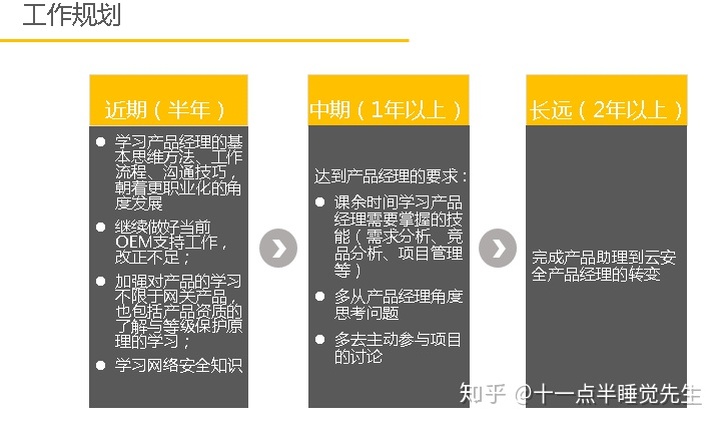 工作规划
近期（半年）
● 学习产品经理的基
本思维方法、工作
流程、沟通技巧，
朝着更职业化的角
度发展
● 继续做好当前
OEM支持工作，
改正不足；
● 加强对产品的学习
不限于网关产品，
也包括产品资质的
了解与等级保护原
理的学习；
● 学习网络安全知识
中期（1年以上）
达到产品经理的要求：
● 课余时间学习产品
经理需要掌握的技
能（需求分析、竞
品分析、项目管理
等）
● 多从产品经理角度
思考问题
● 多去主动参与项目
的讨论
长远（2年以上）
完成产品助理到云安
全产品经理的转变
知乎 @十一点半睡觉先生